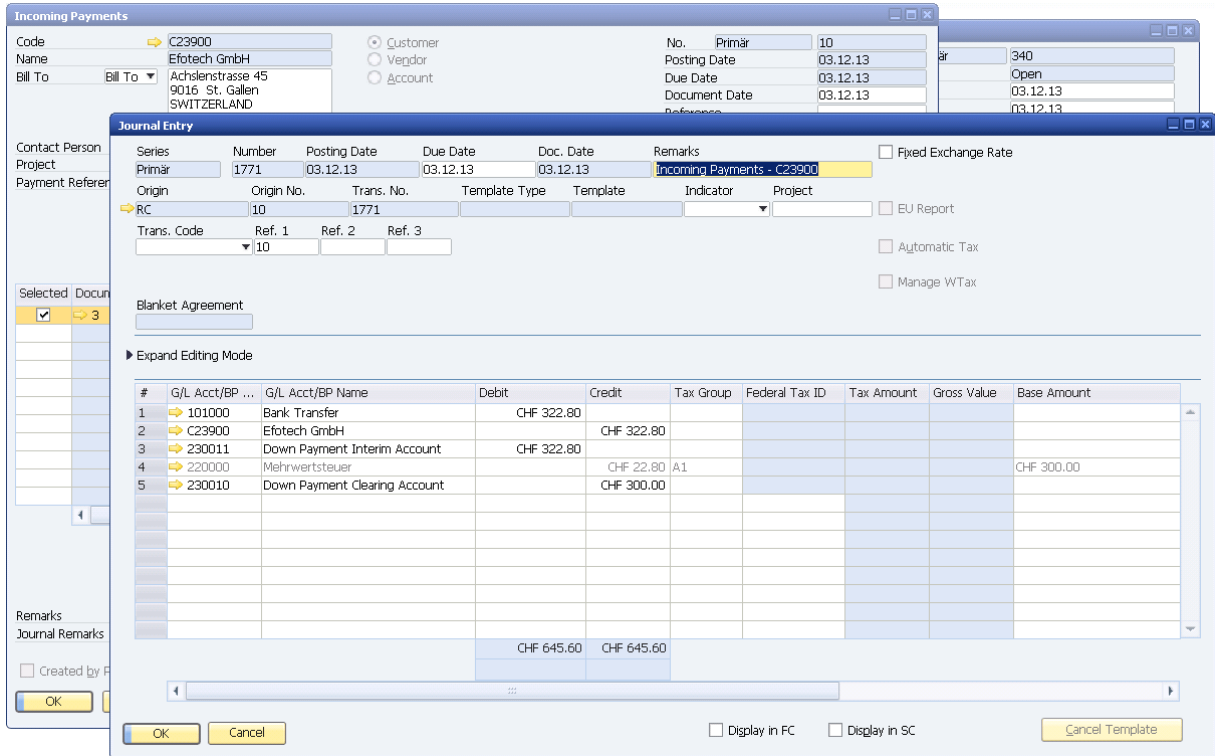 Incoming Payments
Code C23900 Customer No. Primär 10
Name Efotech GmbH Vendor Posting Date 03.12.13 är 340
Bill To Bill To Achslenstrasse 45 Account Due Date 03.12.13 Open
9016 St. Gallen Document Date 03.12.13 03.12.13
SWITZERLAND Reference 03.12.13
Journal Entry
Contact Person
Project
Payment Referen
Series Number Posting Date Due Date Doc. Date Remarks Fixed Exchange Rate
Primär 1771 03.12.13 03.12.13 03.12.13 Incoming Payments - C23900
Origin Origin No. Trans. No. Template Type Template Indicator Project
RC 10 1771 EU Report
Trans. Code Ref. 1 Ref. 2 Ref. 3
10 Automatic Tax
Manage WTax
Selected Docum
3
Blanket Agreement
Expand Editing Mode
# G/L Acct/BP ... G/L Acct/BP Name Debit Credit Tax Group Federal Tax ID Tax Amount Gross Value Base Amount
1 101000 Bank Transfer CHF 322.80
2 C23900 Efotech GmbH CHF 322.80
3 230011 Down Payment Interim Account CHF 322.80
4 220000 Mehrwertsteuer CHF 22.80 A1 CHF 300.00
5 230010 Down Payment Clearing Account CHF 300.00
CHF 645.60 CHF 645.60
Remarks
Journal Remarks
Created by P
OK
OK Cancel Display in FC Display in SC Cancel Template